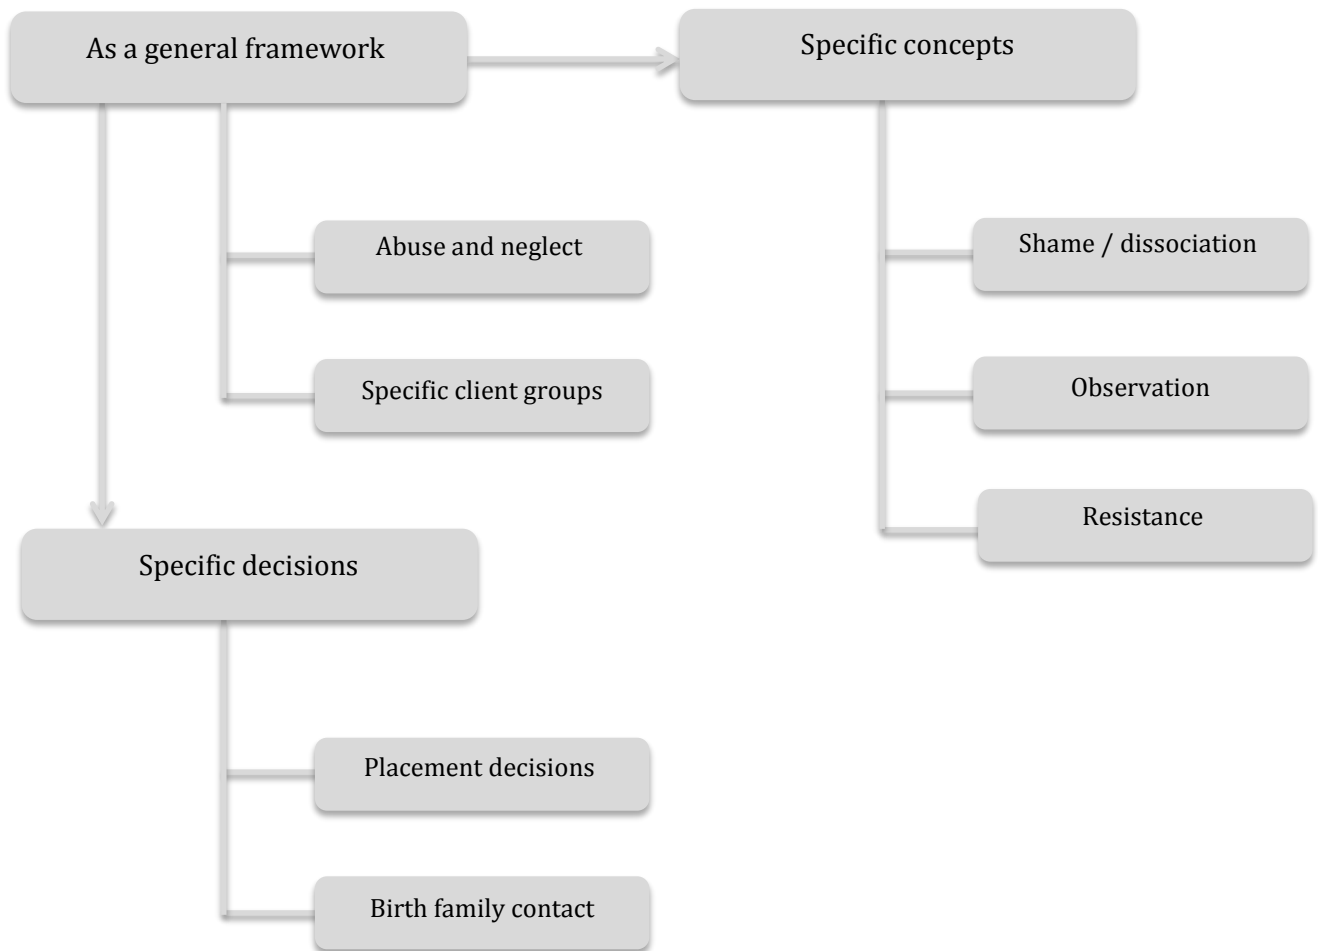 As a general framework
Specific concepts
Abuse and neglect
Specific client groups
Shame / dissociation
Observation
Resistance
Specific decisions
Placement decisions
Birth family contact